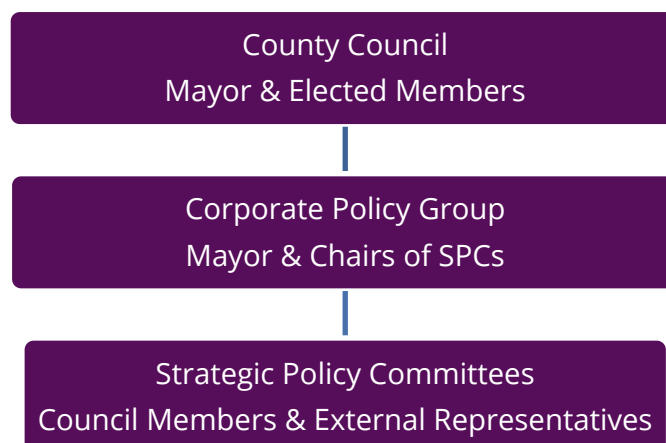 County Council
Mayor & Elected Members
Corporate Policy Group
Mayor & Chairs of SPCs
Strategic Policy Committees
Council Members & External Representatives